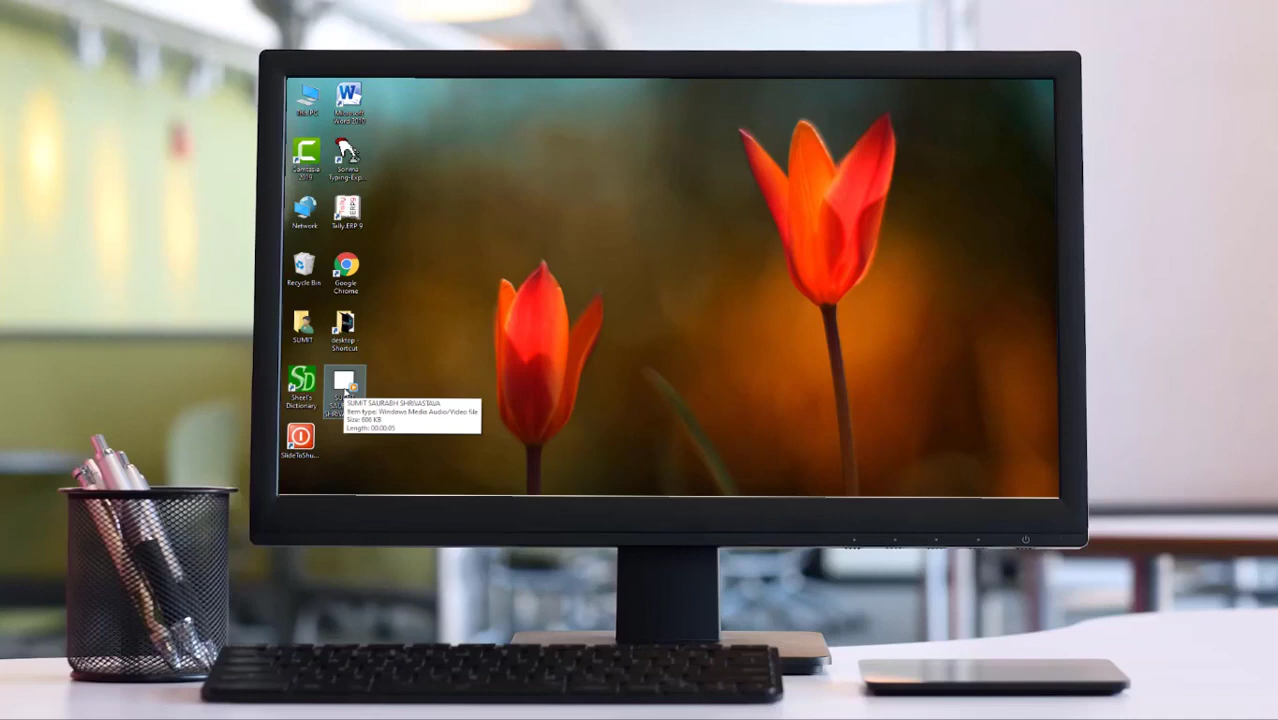 This PC
Microsoft
Word 2010
Camtasia
2019
Sonma
Typing-Exp...
Network
Tally.ERP 9
Recycle Bin
Google
Chrome
SUMIT
desktop -
Shortcut
Sheel's
Dictionary
SUMIT SAURABH SHRIVASTAVA
Item type: Windows Media Audio/Video file
Size: 606 KB
Length: 00:00:05
SlideToShu...